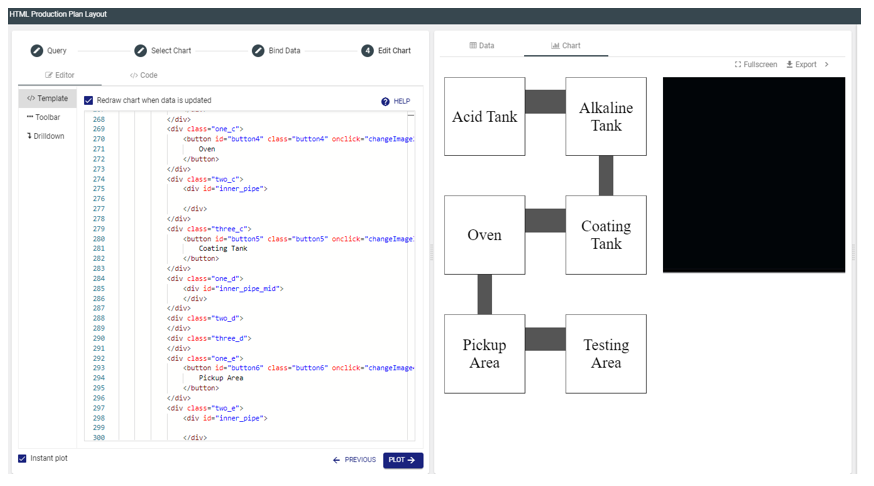 HTML Production Plan Layout
Query
Select Chart
Bind Data
4 Edit Chart
Editor
</> Code
</> Template
Toolbar
Drilldown
Redraw chart when data is updated
? HELP
268 </div>
269 <div class="one_c">
270 <button id="button4" class="button4" onclick="changeImage
271 Oven
272 </button>
273 </div>
274 <div class="two_c">
275 <div id="inner_pipe">
276
277 </div>
278 </div>
279 <div class="three_c">
280 <button id="button5" class="button5" onclick="changeImage
281 Coating Tank
282 </button>
283 </div>
284 <div class="one_d">
285 <div id="inner_pipe_mid">
286 </div>
287 </div>
288 <div class="two_d">
289 </div>
290 <div class="three_d">
291 </div>
292 <div class="one_e">
293 <button id="button6" class="button6" onclick="changeImage
294 Pickup Area
295 </button>
296 </div>
297 <div class="two_e">
298 <div id="inner_pipe">
299
300 </div>
Instant plot
PREVIOUS
PLOT
Data
Chart
Fullscreen
Export
Acid Tank
Alkaline
Tank
Oven
Coating
Tank
Pickup
Area
Testing
Area